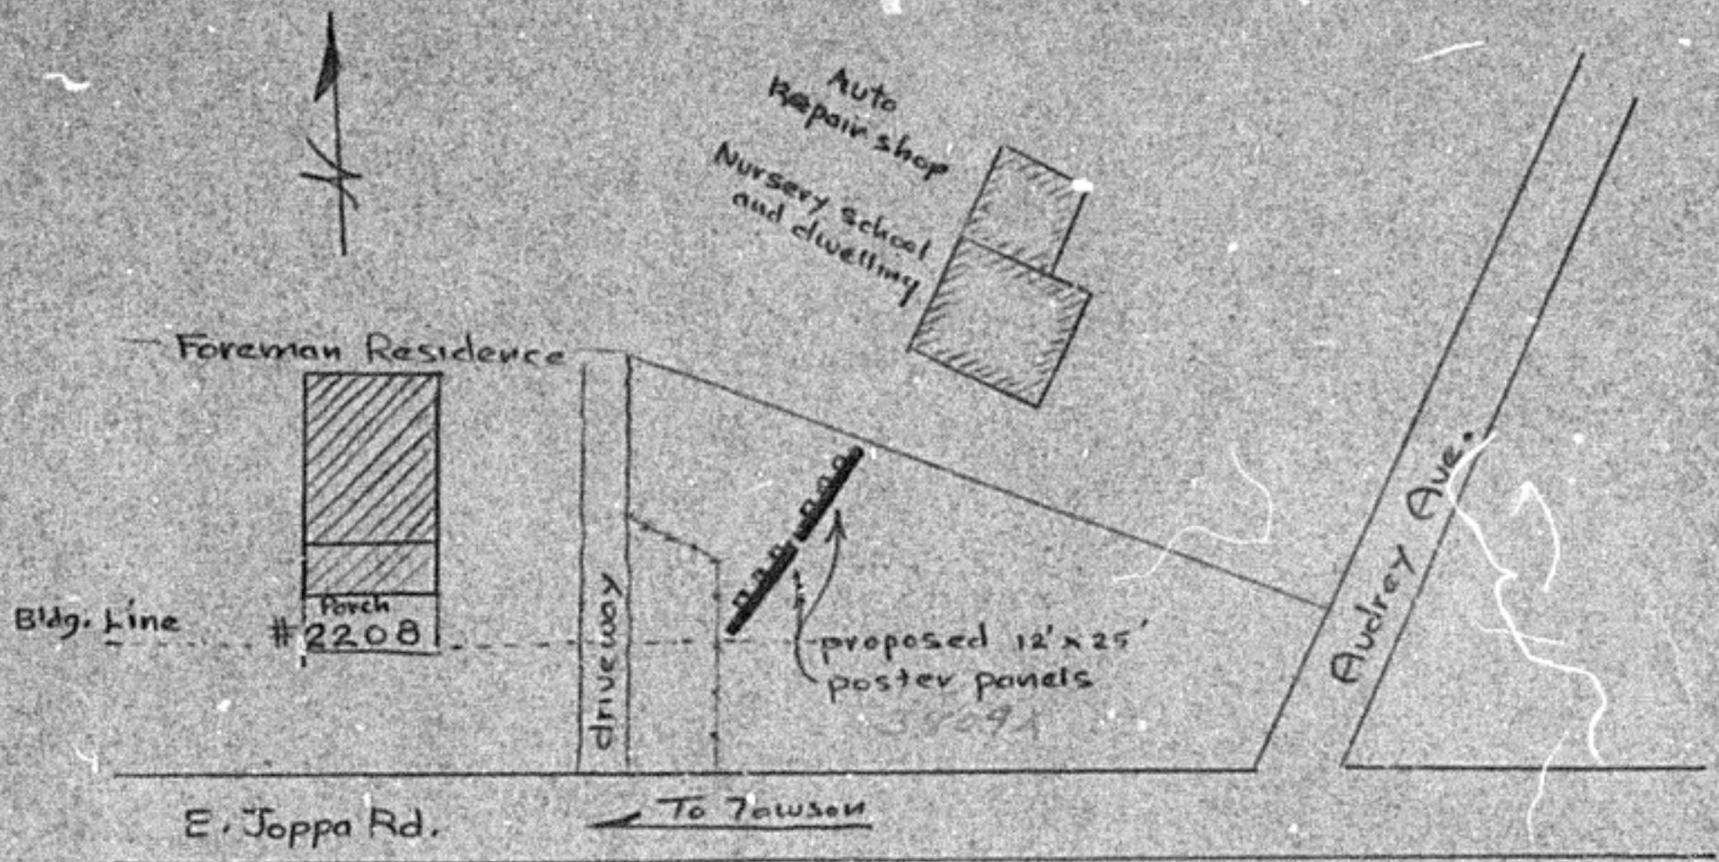 Auto
Repair shop
Nursery school
and dwelling
Foreman Residence
Bldg. Line
Porch
#2208
driveway
proposed 12' x 25'
poster panels
Audrey Ave.
E. Joppa Rd.
To Towson